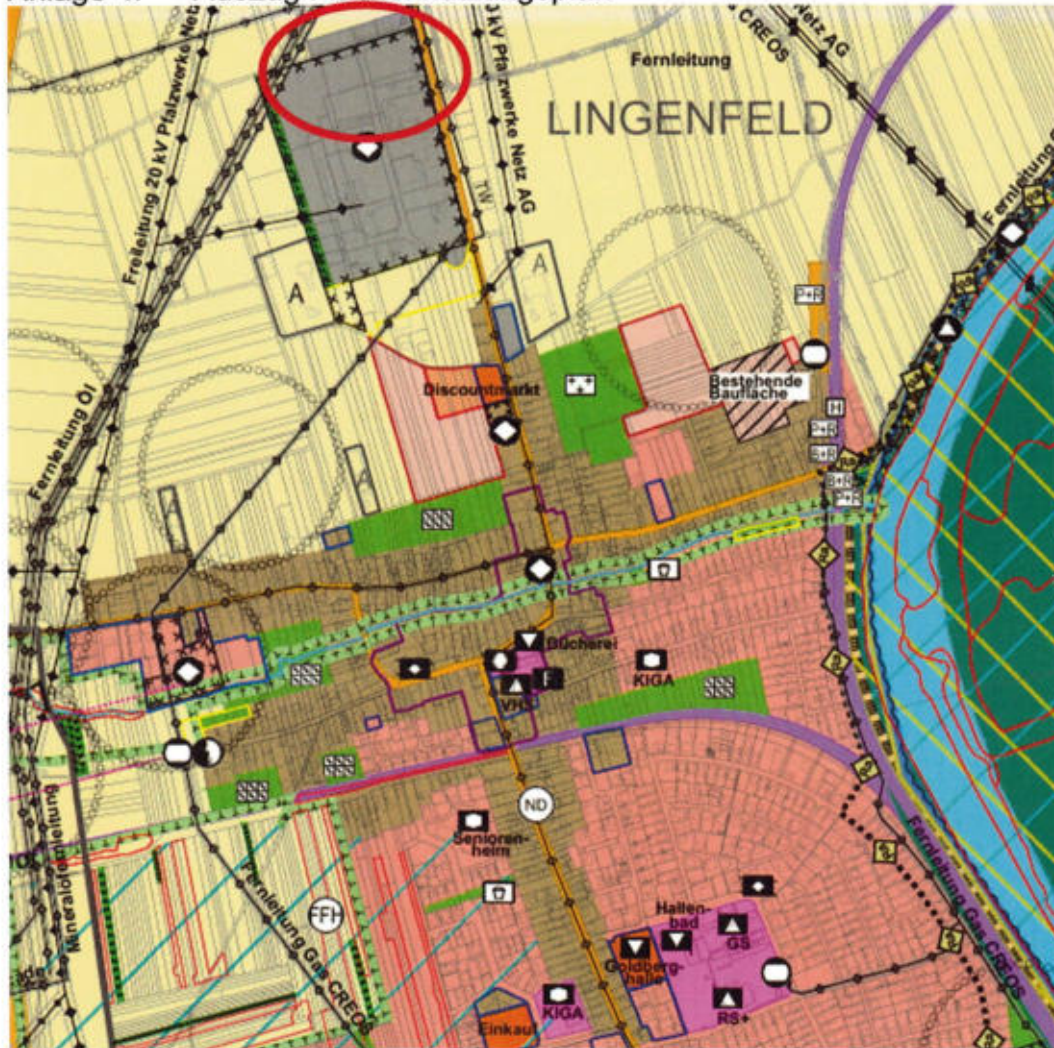 kV Pfalzwerke Netz AG
Netz AG
CREOS
Fernleitung
LINGENFELD
Freileitung 20 kV Pfalzwerke Netz
TW
A
A
Fernleitung
P+R
Discountmarkt
Bestehende
Baufläche
Fernleitung Öl
H
P+R
B+R
B+R
P+R
A
A
Bücherei
F
VHS
KIGA
ND
Mineralölfernleitung
Senioren-
heim
Fernleitung Gas CREOS
FFH
Fernleitung Gas CREOS
Hallen-
bad
GS
Goldberg-
halle
KIGA
RS+
Einkauf